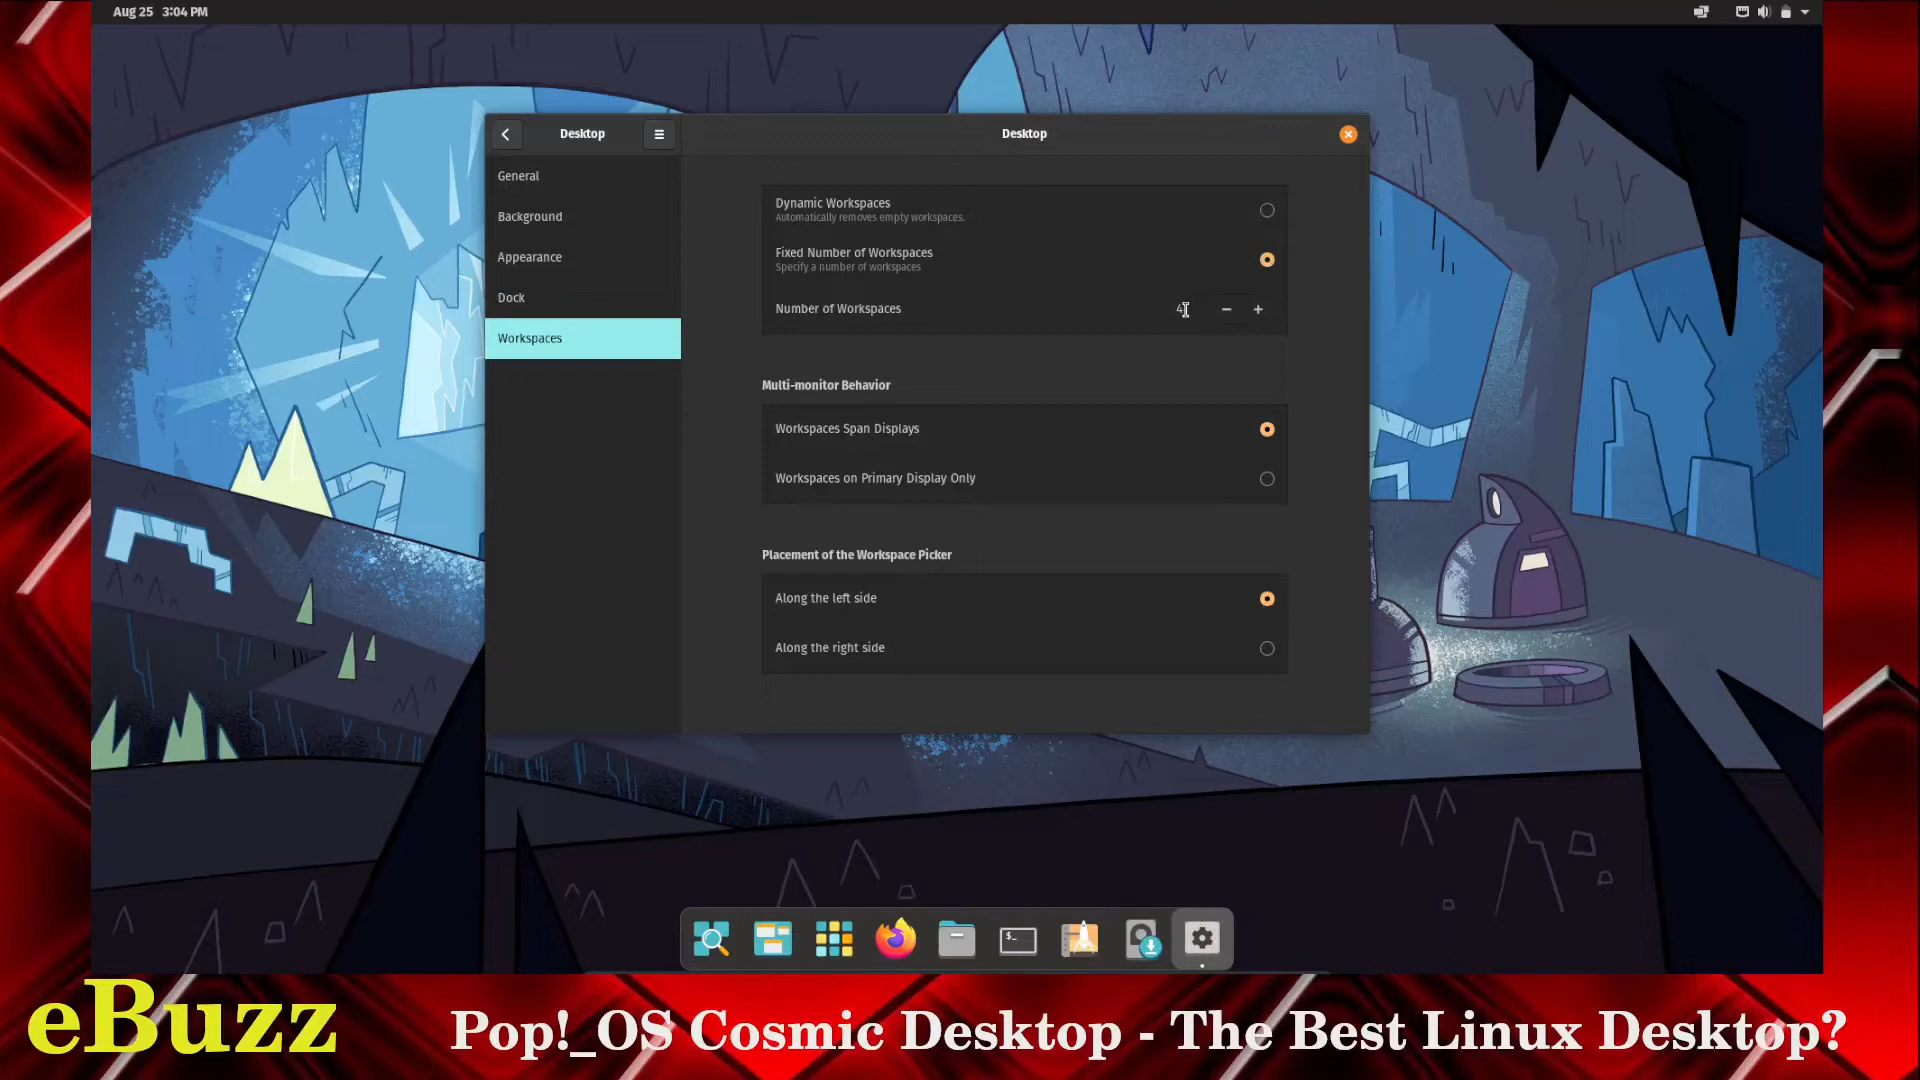 Aug 25 3:04 PM
Desktop
Desktop
General
Background
Appearance
Dock
Workspaces
Dynamic Workspaces
Automatically removes empty workspaces.
Fixed Number of Workspaces
Specify a number of workspaces
Number of Workspaces 4 − +
Multi-monitor Behavior
Workspaces Span Displays
Workspaces on Primary Display Only
Placement of the Workspace Picker
Along the left side
Along the right side
$_
eBuzz
Pop!_OS Cosmic Desktop - The Best Linux Desktop?